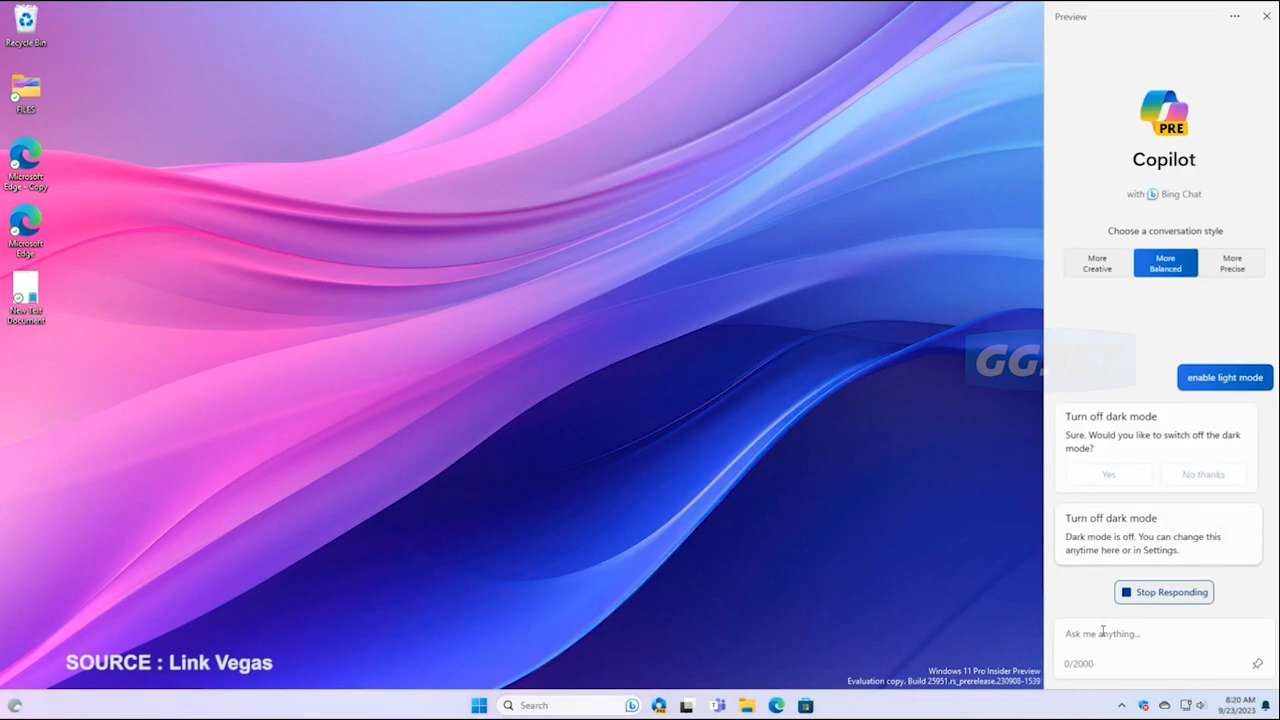 Recycle Bin
FILES
Microsoft
Edge - Copy
Microsoft
Edge
New Text
Document
SOURCE : Link Vegas
Windows 11 Pro Insider Preview
Evaluation copy. Build 25951.rs_prerelease.230908-1539
Preview
PRE
Copilot
with b Bing Chat
Choose a conversation style
More
Creative
More
Balanced
More
Precise
GG.NET
enable light mode
Turn off dark mode
Sure. Would you like to switch off the dark
mode?
Yes
No thanks
Turn off dark mode
Dark mode is off. You can change this
anytime here or in Settings.
Stop Responding
Ask me anything...
0/2000
Search
8:20 AM
9/23/2023